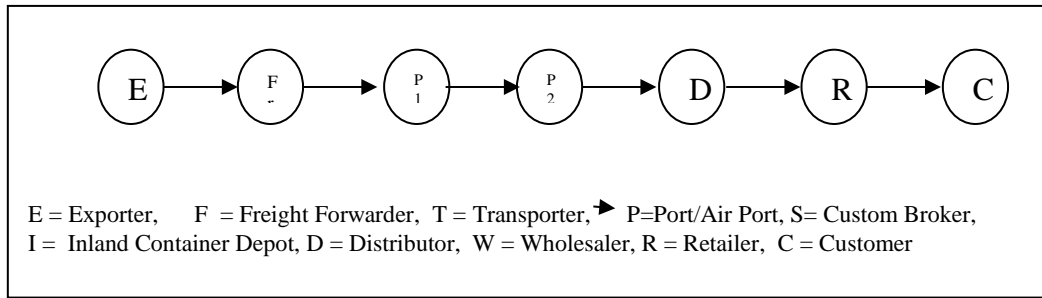 E F P 1 P 2 D R C
E = Exporter, F = Freight Forwarder, T = Transporter, P=Port/Air Port, S= Custom Broker,
I = Inland Container Depot, D = Distributor, W = Wholesaler, R = Retailer, C = Customer